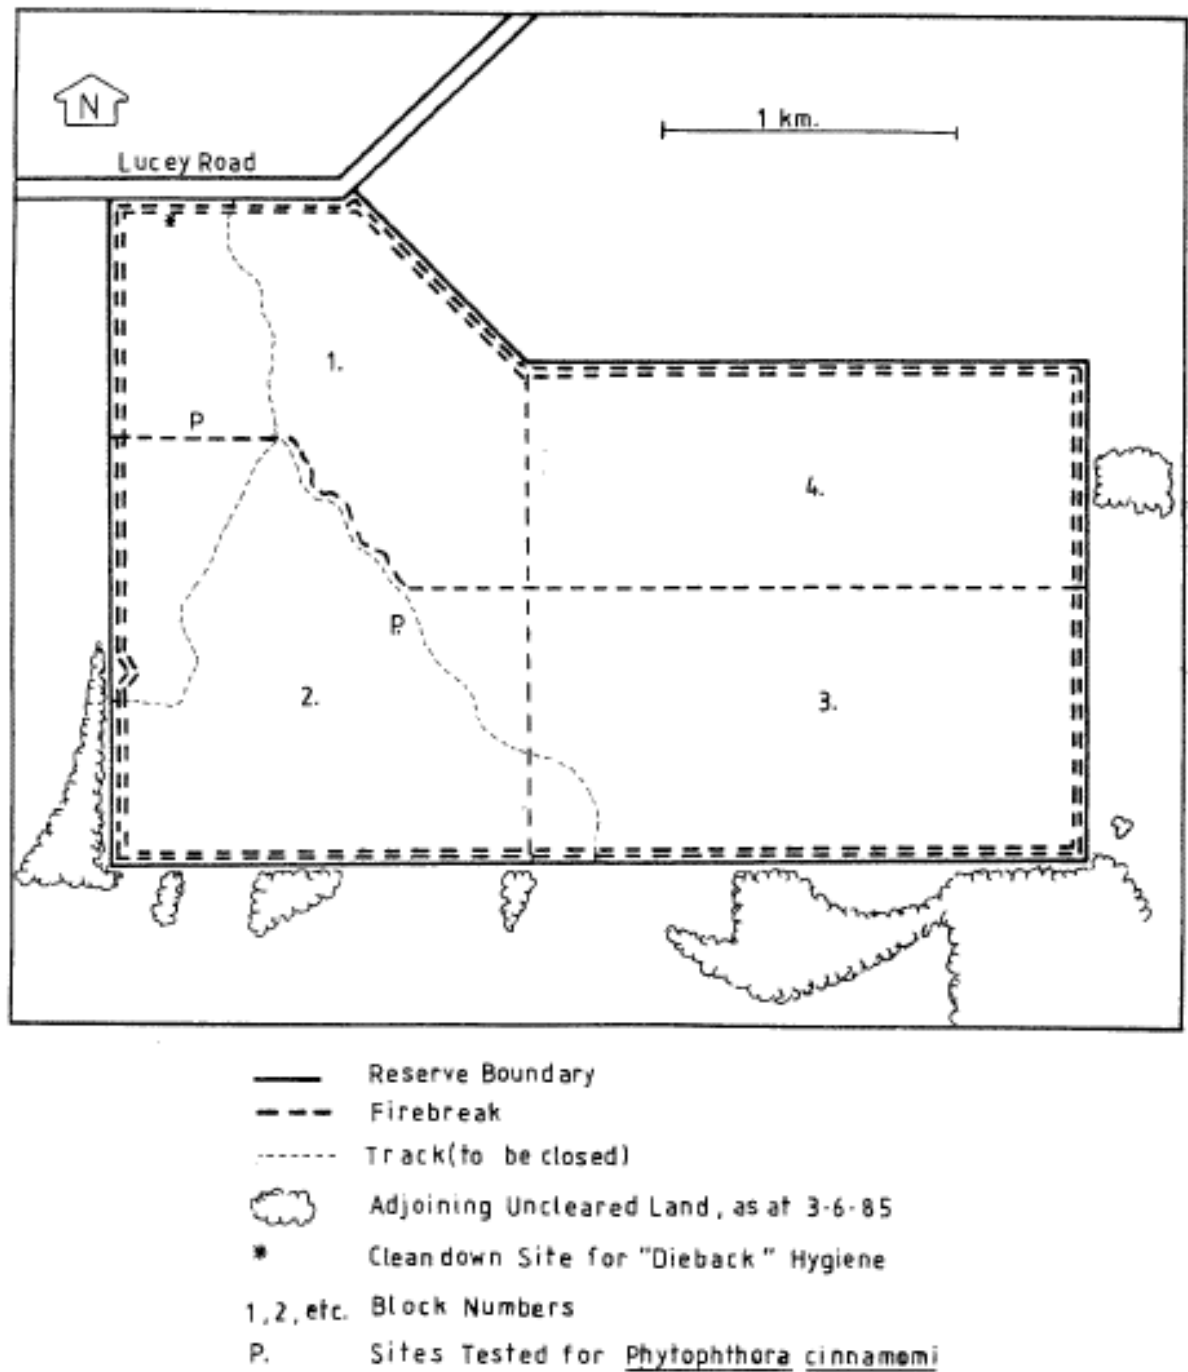 N
1 km.
Lucey Road
*
1.
P
4.
P.
2.
3.
Reserve Boundary
Firebreak
Track(to be closed)
Adjoining Uncleared Land, as at 3-6-85
* Clean down Site for "Dieback" Hygiene
1, 2, etc. Block Numbers
P. Sites Tested for Phytophthora cinnamomi